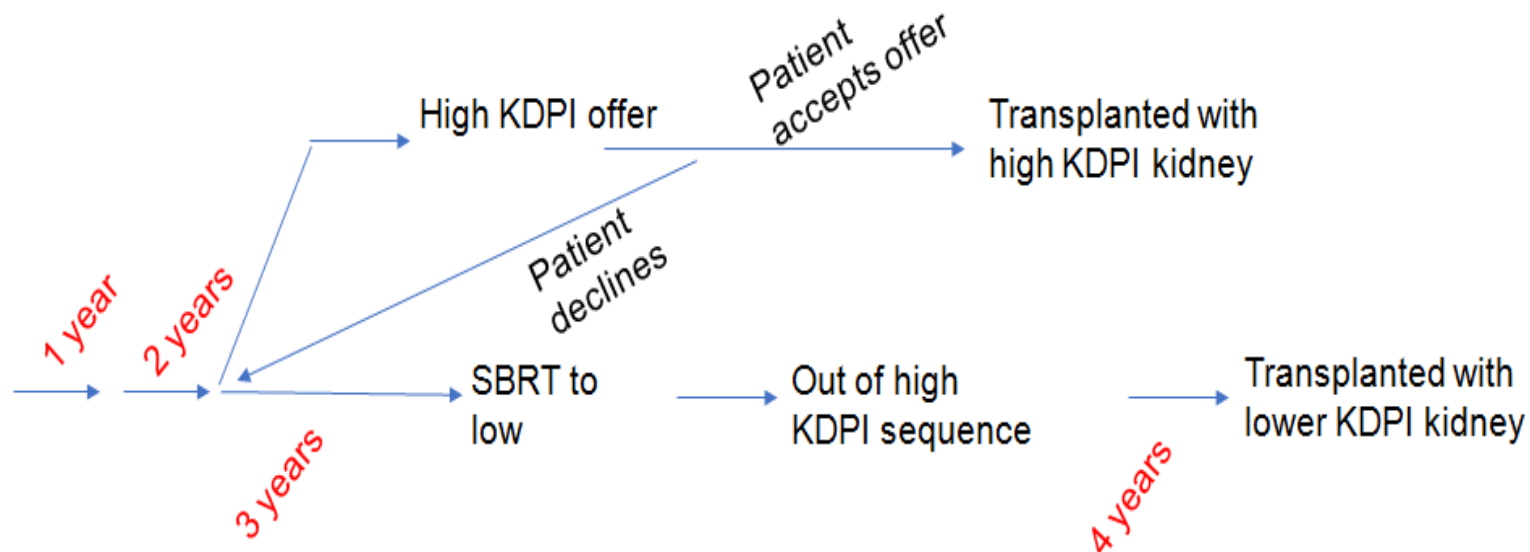 Patient
accepts offer
High KDPI offer
Transplanted with
high KDPI kidney
Patient
declines
1 year
2 years
3 years
SBRT to
low
Out of high
KDPI sequence
4 years
Transplanted with
lower KDPI kidney